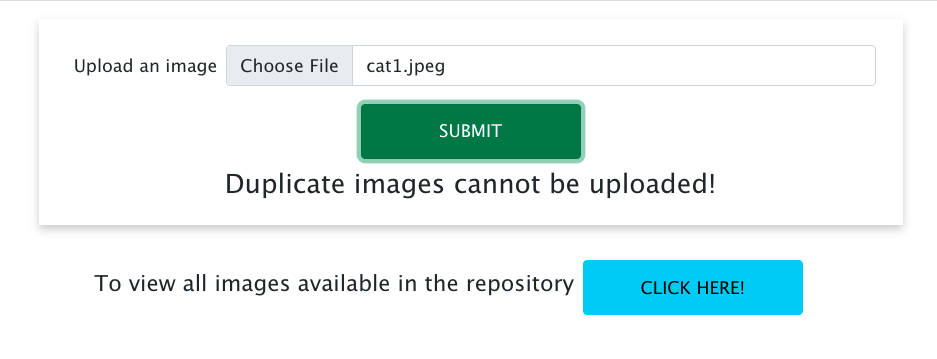 Upload an image Choose File cat1.jpeg
SUBMIT
Duplicate images cannot be uploaded!
To view all images available in the repository CLICK HERE!